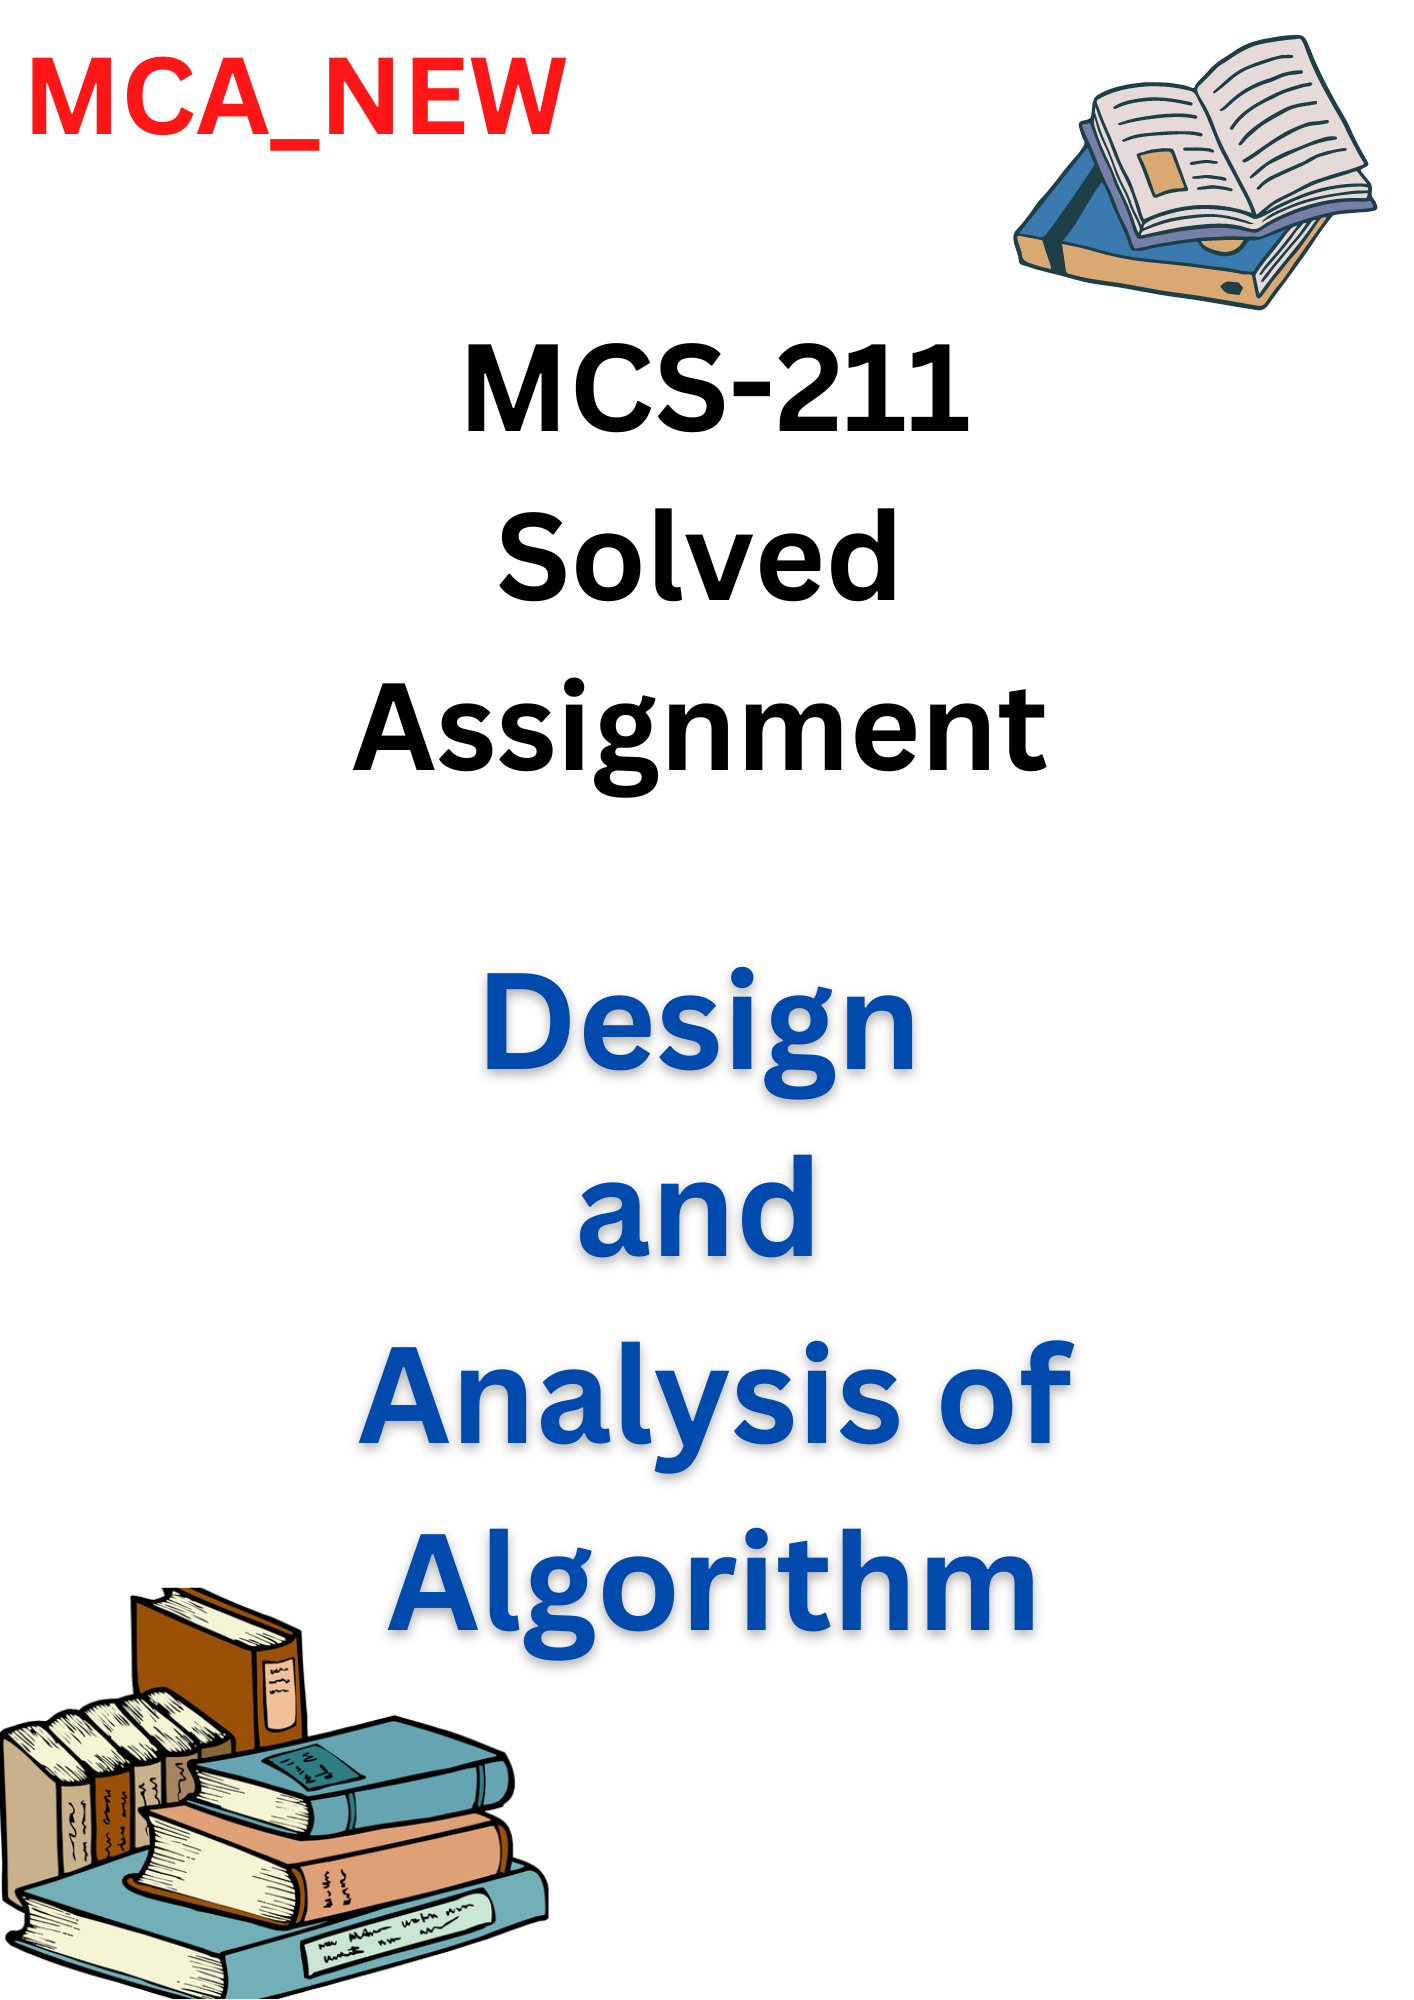 MCA_NEW
MCS-211
Solved
Assignment
Design
and
Analysis of
Algorithm